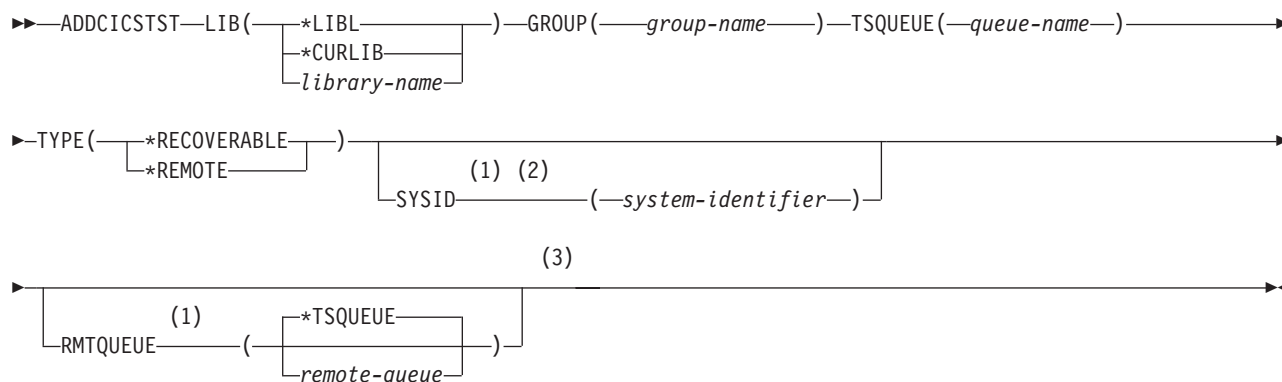 ADDCICSTST LIB( *LIBL ) GROUP( group-name ) TSQUEUE( queue-name )
*CURLIB
library-name
TYPE( *RECOVERABLE )
*REMOTE
(1) (2)
SYSID ( system-identifier )
(3)
(1) *TSQUEUE
RMTQUEUE ( )
remote-queue